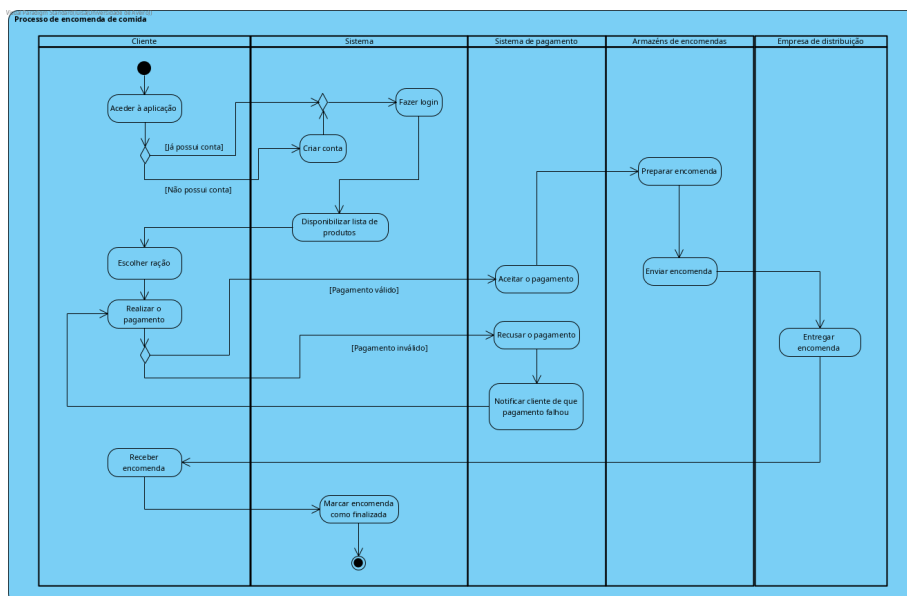 Processo de encomenda de comida
Cliente
Sistema
Sistema de pagamento
Armazéns de encomendas
Empresa de distribuição
Aceder à aplicação
Fazer login
[Já possui conta]
Criar conta
[Não possui conta]
Preparar encomenda
Disponibilizar lista de
produtos
Escolher ração
Enviar encomenda
Aceitar o pagamento
[Pagamento válido]
Realizar o
pagamento
Recusar o pagamento
[Pagamento inválido]
Entregar
encomenda
Notificar cliente de que
pagamento falhou
Receber
encomenda
Marcar encomenda
como finalizada